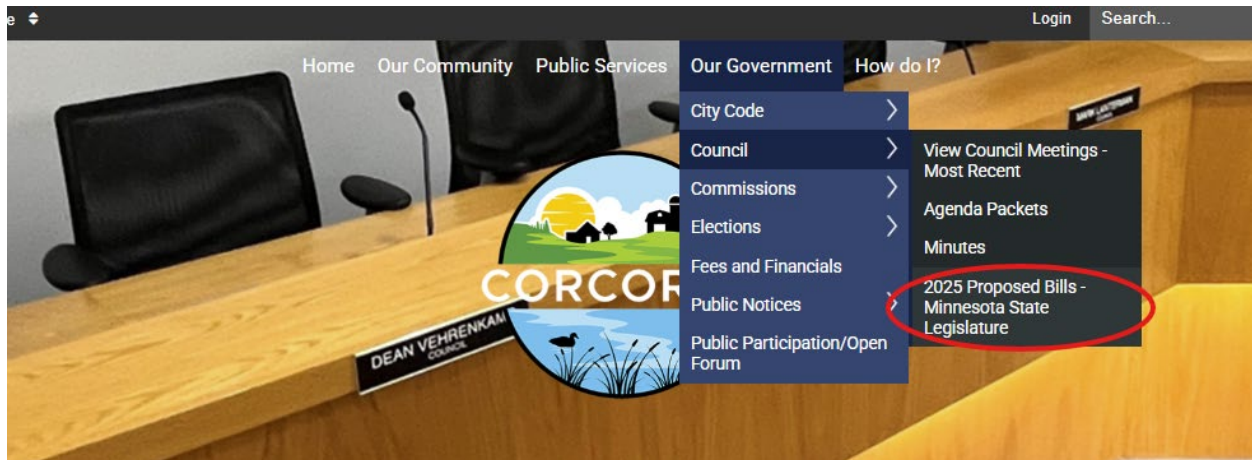 e
Login
Search...
Home
Our Community
Public Services
Our Government
How do I?
City Code
Council
Commissions
Elections
Fees and Financials
Public Notices
Public Participation/Open
Forum
View Council Meetings -
Most Recent
Agenda Packets
Minutes
2025 Proposed Bills -
Minnesota State
Legislature
CORCOR
DEAN VEHRENKAM
COUNCIL